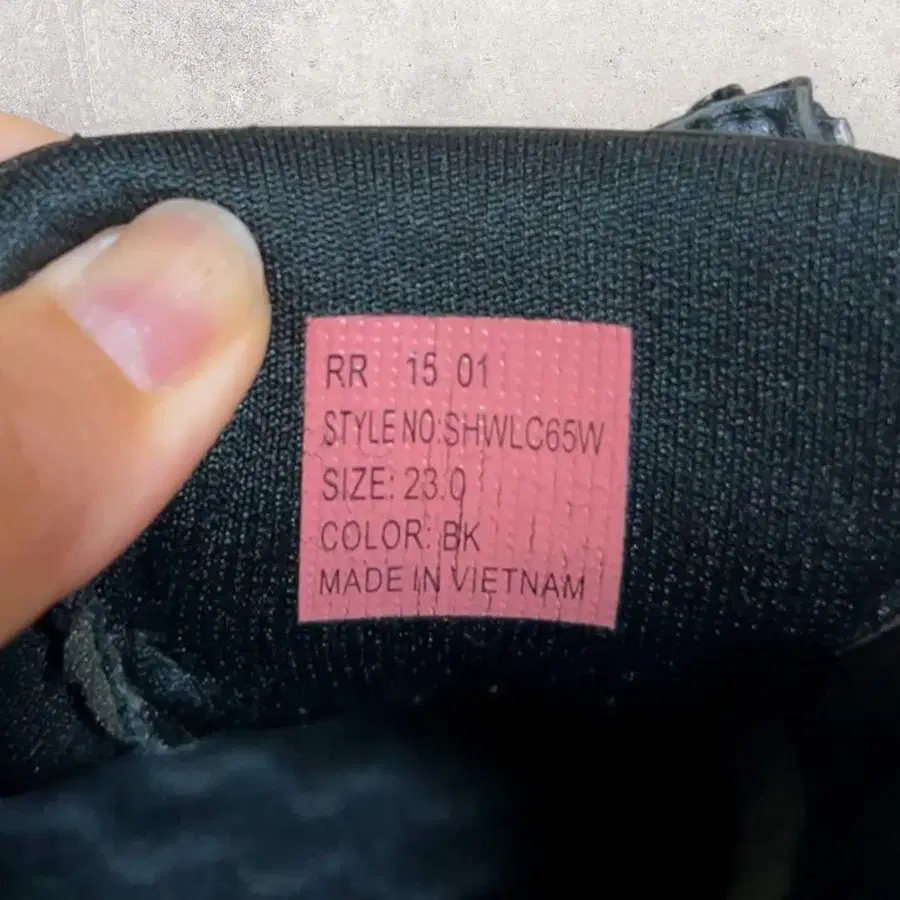 RR 15 01
STYLE NO:SHWLC65W
SIZE: 23.0
COLOR: BK
MADE IN VIETNAM